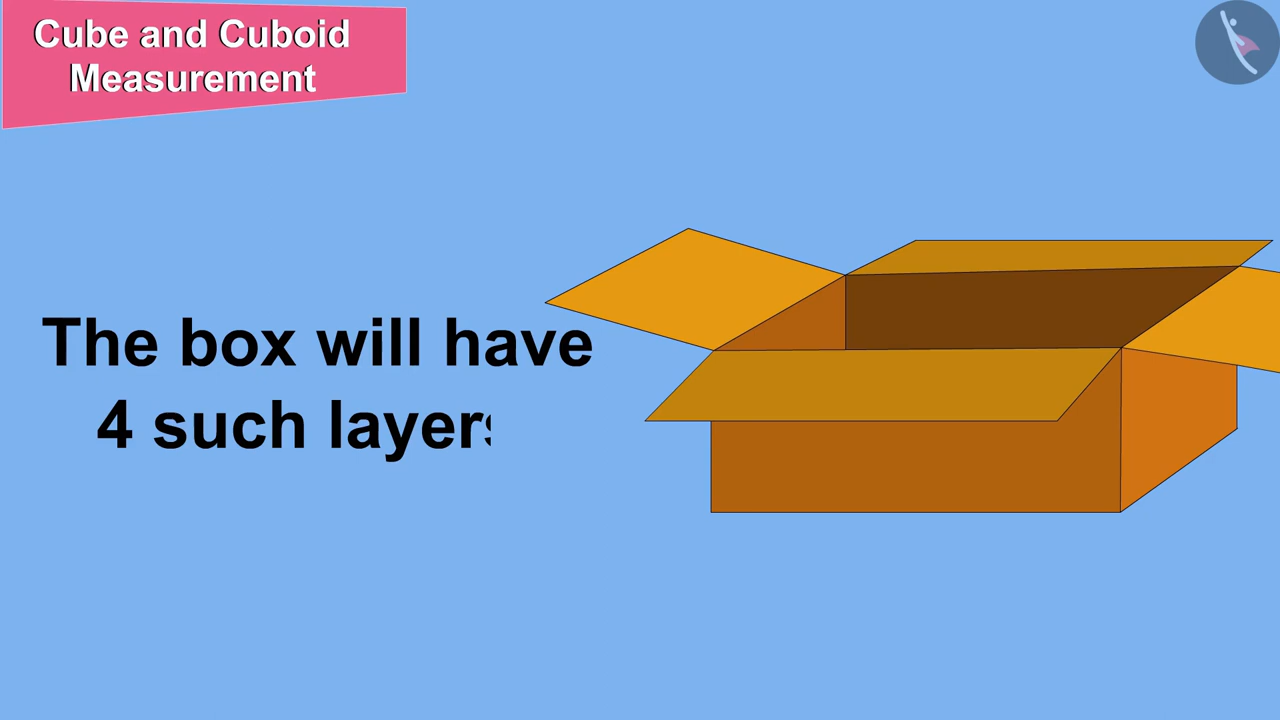 Cube and Cuboid
Measurement
The box will have
4 such layers